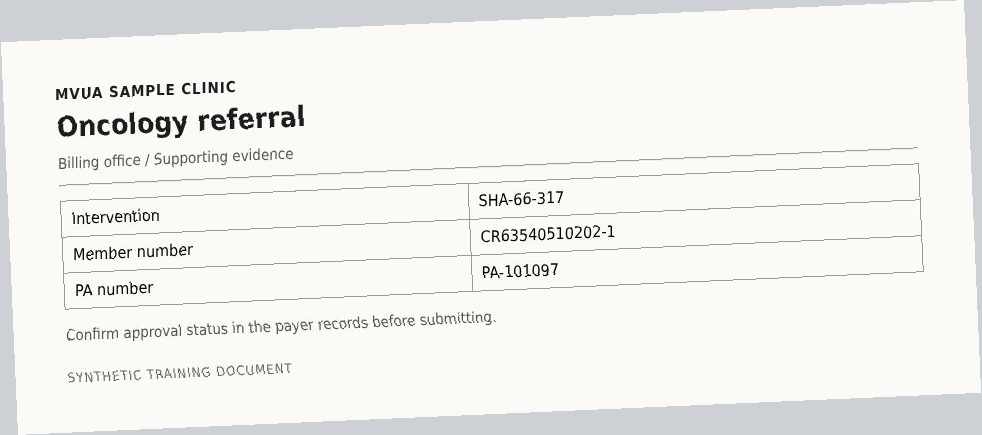 MVUA SAMPLE CLINIC
Oncology referral
Billing office / Supporting evidence
Intervention SHA-66-317
Member number CR63540510202-1
PA number PA-101097
Confirm approval status in the payer records before submitting.
SYNTHETIC TRAINING DOCUMENT